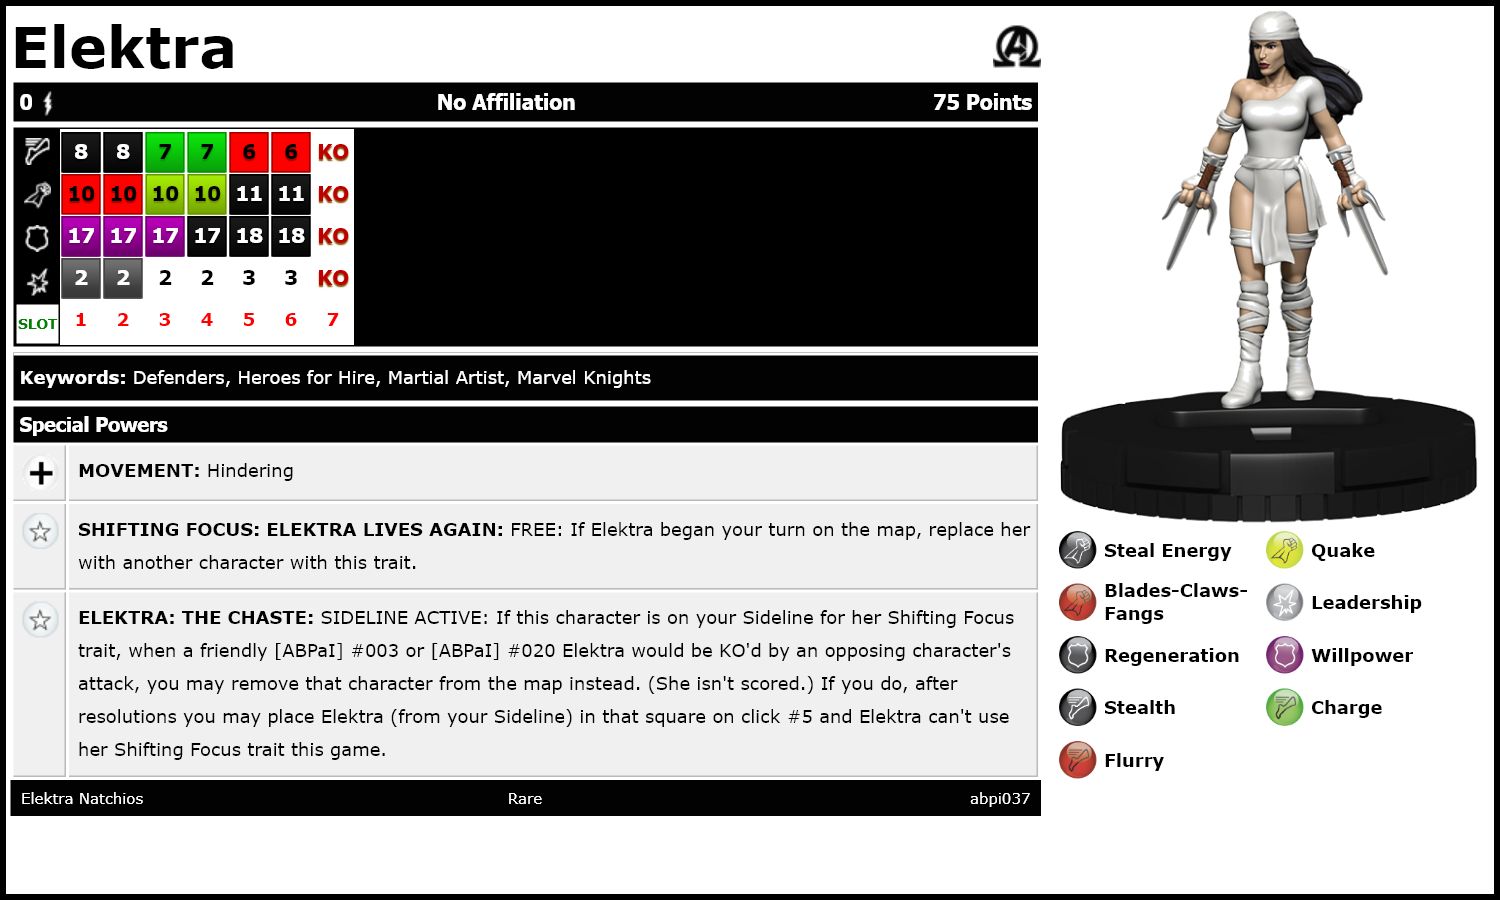 Elektra
0 No Affiliation 75 Points
8 8 7 7 6 6 KO
10 10 10 10 11 11 KO
17 17 17 17 18 18 KO
2 2 2 2 3 3 KO
SLOT 1 2 3 4 5 6 7
Keywords: Defenders, Heroes for Hire, Martial Artist, Marvel Knights
Special Powers
MOVEMENT: Hindering
SHIFTING FOCUS: ELEKTRA LIVES AGAIN: FREE: If Elektra began your turn on the map, replace her
with another character with this trait.
ELEKTRA: THE CHASTE: SIDELINE ACTIVE: If this character is on your Sideline for her Shifting Focus
trait, when a friendly [ABPaI] #003 or [ABPaI] #020 Elektra would be KO'd by an opposing character's
attack, you may remove that character from the map instead. (She isn't scored.) If you do, after
resolutions you may place Elektra (from your Sideline) in that square on click #5 and Elektra can't use
her Shifting Focus trait this game.
Elektra Natchios Rare abpi037
Steal Energy Quake
Blades-Claws-
Fangs
Leadership
Regeneration Willpower
Stealth Charge
Flurry